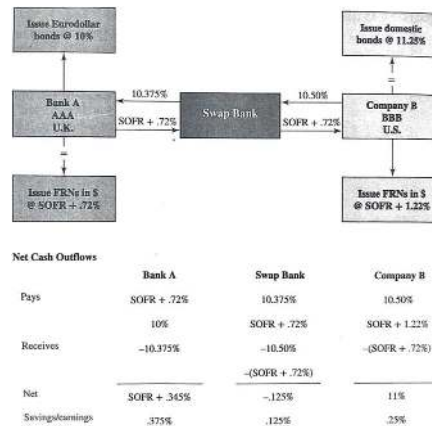 Issue Eurodollar
bonds @ 10%
Issue domestic
bonds @ 11.25%
=
10.375%
10.50%
Bank A
AAA
U.K.
Swap Bank
Company B
BBB
U.S.
SOFR + .72%
SOFR + .72%
=
Issue FRNs in $
@ SOFR + .72%
Issue FRNs in $
@ SOFR + 1.22%
Net Cash Outflows
Bank A Swap Bank Company B
Pays SOFR + .72% 10.375% 10.50%
10% SOFR + .72% SOFR + 1.22%
Receives –10.375% –10.50% –(SOFR + .72%)
–(SOFR + .72%)
Net SOFR + .345% –.125% 11%
Savings/earnings .375% .125% .25%